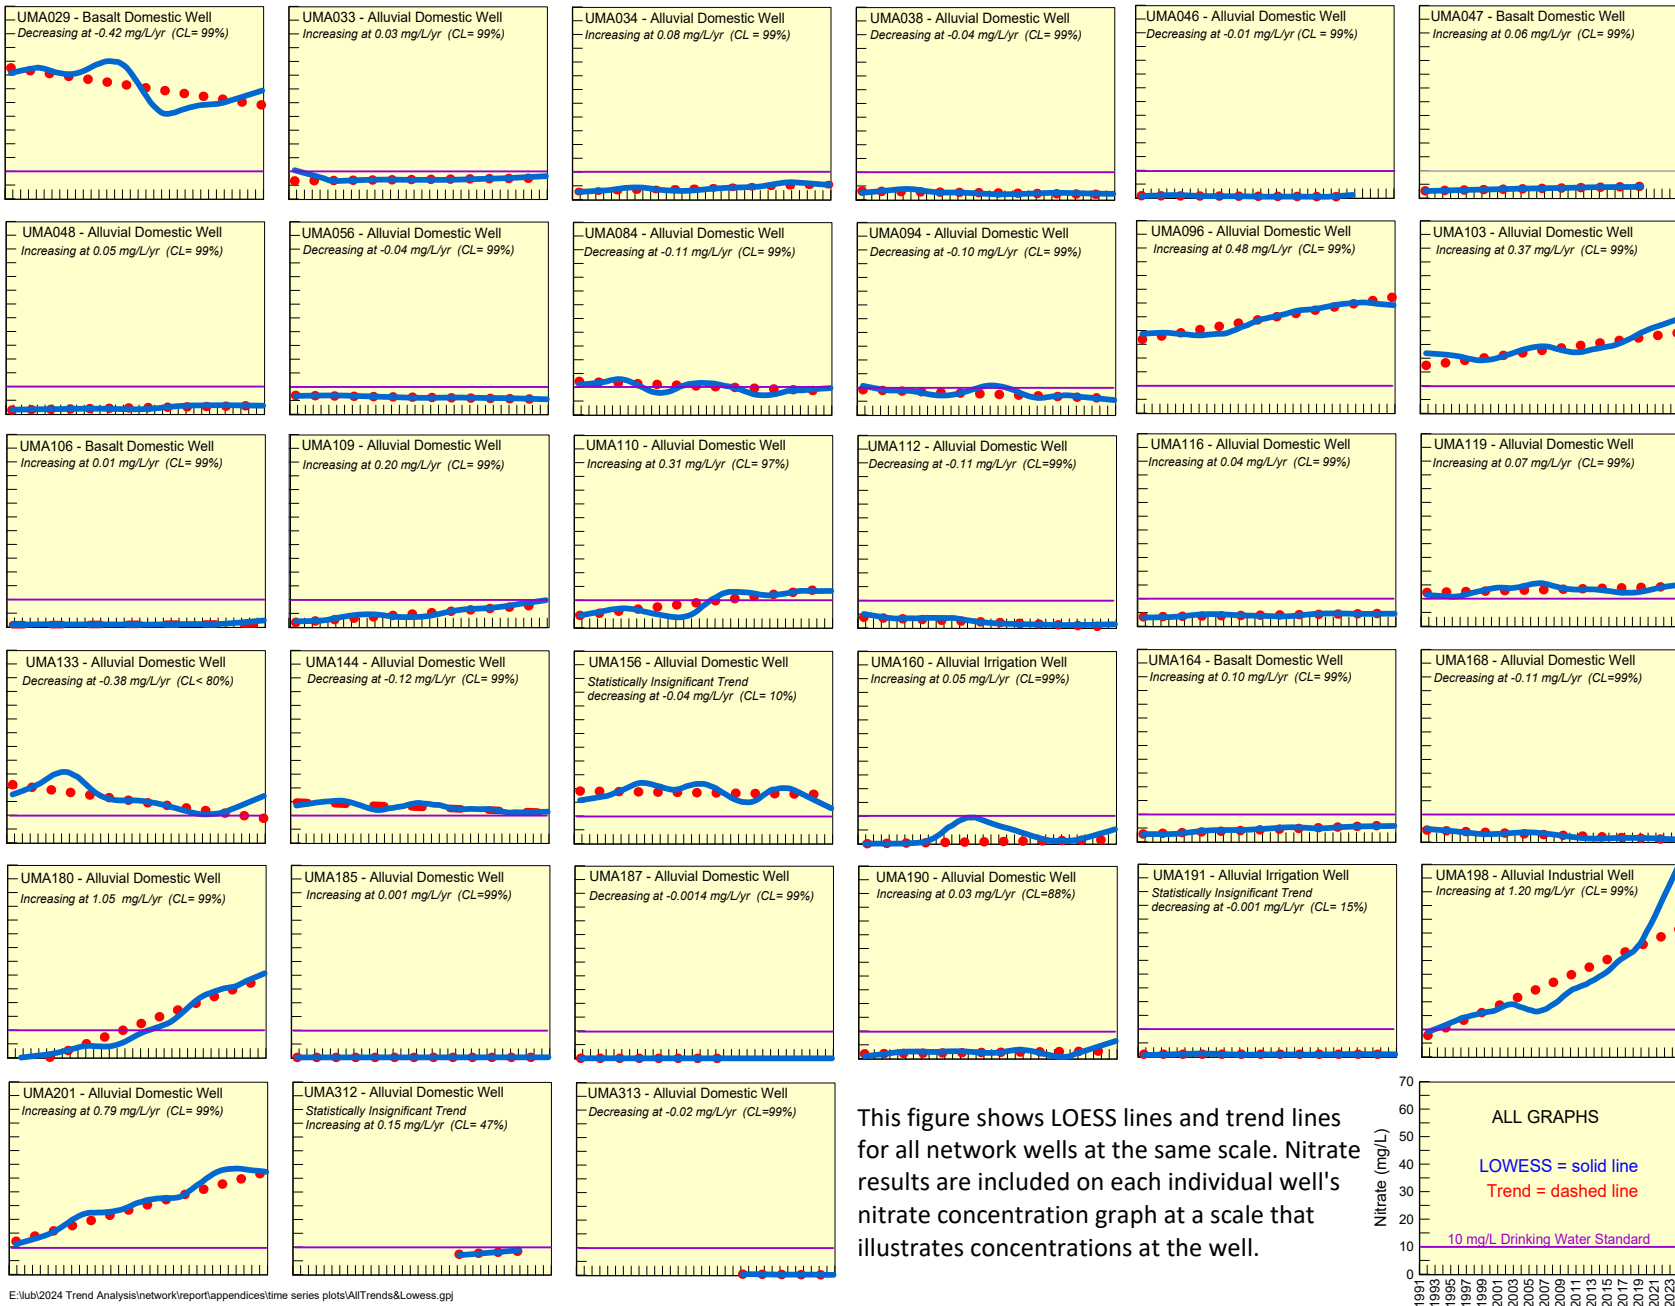 UMA029 - Basalt Domestic Well
Decreasing at -0.42 mg/L/yr (CL= 99%)
UMA033 - Alluvial Domestic Well
Increasing at 0.03 mg/L/yr (CL= 99%)
UMA034 - Alluvial Domestic Well
Increasing at 0.08 mg/L/yr (CL = 99%)
UMA038 - Alluvial Domestic Well
Decreasing at -0.04 mg/L/yr (CL= 99%)
UMA046 - Alluvial Domestic Well
Decreasing at -0.01 mg/L/yr (CL = 99%)
UMA047 - Basalt Domestic Well
Increasing at 0.06 mg/L/yr (CL= 99%)
UMA048 - Alluvial Domestic Well
Increasing at 0.05 mg/L/yr (CL= 99%)
UMA056 - Alluvial Domestic Well
Decreasing at -0.04 mg/L/yr (CL= 99%)
UMA084 - Alluvial Domestic Well
Decreasing at -0.11 mg/L/yr (CL= 99%)
UMA094 - Alluvial Domestic Well
Decreasing at -0.10 mg/L/yr (CL= 99%)
UMA096 - Alluvial Domestic Well
Increasing at 0.48 mg/L/yr (CL= 99%)
UMA103 - Alluvial Domestic Well
Increasing at 0.37 mg/L/yr (CL= 99%)
UMA106 - Basalt Domestic Well
Increasing at 0.01 mg/L/yr (CL= 99%)
UMA109 - Alluvial Domestic Well
Increasing at 0.20 mg/L/yr (CL= 99%)
UMA110 - Alluvial Domestic Well
Increasing at 0.31 mg/L/yr (CL= 97%)
UMA112 - Alluvial Domestic Well
Decreasing at -0.11 mg/L/yr (CL=99%)
UMA116 - Alluvial Domestic Well
Increasing at 0.04 mg/L/yr (CL= 99%)
UMA119 - Alluvial Domestic Well
Increasing at 0.07 mg/L/yr (CL= 99%)
UMA133 - Alluvial Domestic Well
Decreasing at -0.38 mg/L/yr (CL< 80%)
UMA144 - Alluvial Domestic Well
Decreasing at -0.12 mg/L/yr (CL= 99%)
UMA156 - Alluvial Domestic Well
Statistically Insignificant Trend
decreasing at -0.04 mg/L/yr (CL= 10%)
UMA160 - Alluvial Irrigation Well
Increasing at 0.05 mg/L/yr (CL=99%)
UMA164 - Basalt Domestic Well
Increasing at 0.10 mg/L/yr (CL= 99%)
UMA168 - Alluvial Domestic Well
Decreasing at -0.11 mg/L/yr (CL=99%)
UMA180 - Alluvial Domestic Well
Increasing at 1.05 mg/L/yr (CL= 99%)
UMA185 - Alluvial Domestic Well
Increasing at 0.001 mg/L/yr (CL=99%)
UMA187 - Alluvial Domestic Well
Decreasing at -0.0014 mg/L/yr (CL= 99%)
UMA190 - Alluvial Domestic Well
Increasing at 0.03 mg/L/yr (CL=88%)
UMA191 - Alluvial Irrigation Well
Statistically Insignificant Trend
decreasing at -0.001 mg/L/yr (CL= 15%)
UMA198 - Alluvial Industrial Well
Increasing at 1.20 mg/L/yr (CL= 99%)
UMA201 - Alluvial Domestic Well
Increasing at 0.79 mg/L/yr (CL= 99%)
UMA312 - Alluvial Domestic Well
Statistically Insignificant Trend
Increasing at 0.15 mg/L/yr (CL= 47%)
UMA313 - Alluvial Domestic Well
Decreasing at -0.02 mg/L/yr (CL=99%)
This figure shows LOESS lines and trend lines
for all network wells at the same scale. Nitrate
results are included on each individual well's
nitrate concentration graph at a scale that
illustrates concentrations at the well.
Nitrate (mg/L)
70
60
50
40
30
20
10
0
ALL GRAPHS
LOWESS = solid line
Trend = dashed line
10 mg/L Drinking Water Standard
1991
1993
1995
1997
1999
2001
2003
2005
2007
2009
2011
2013
2015
2017
2019
2021
2023
E:\lub\2024 Trend Analysis\network\report\appendices\time series plots\AllTrends&Lowess.gpj